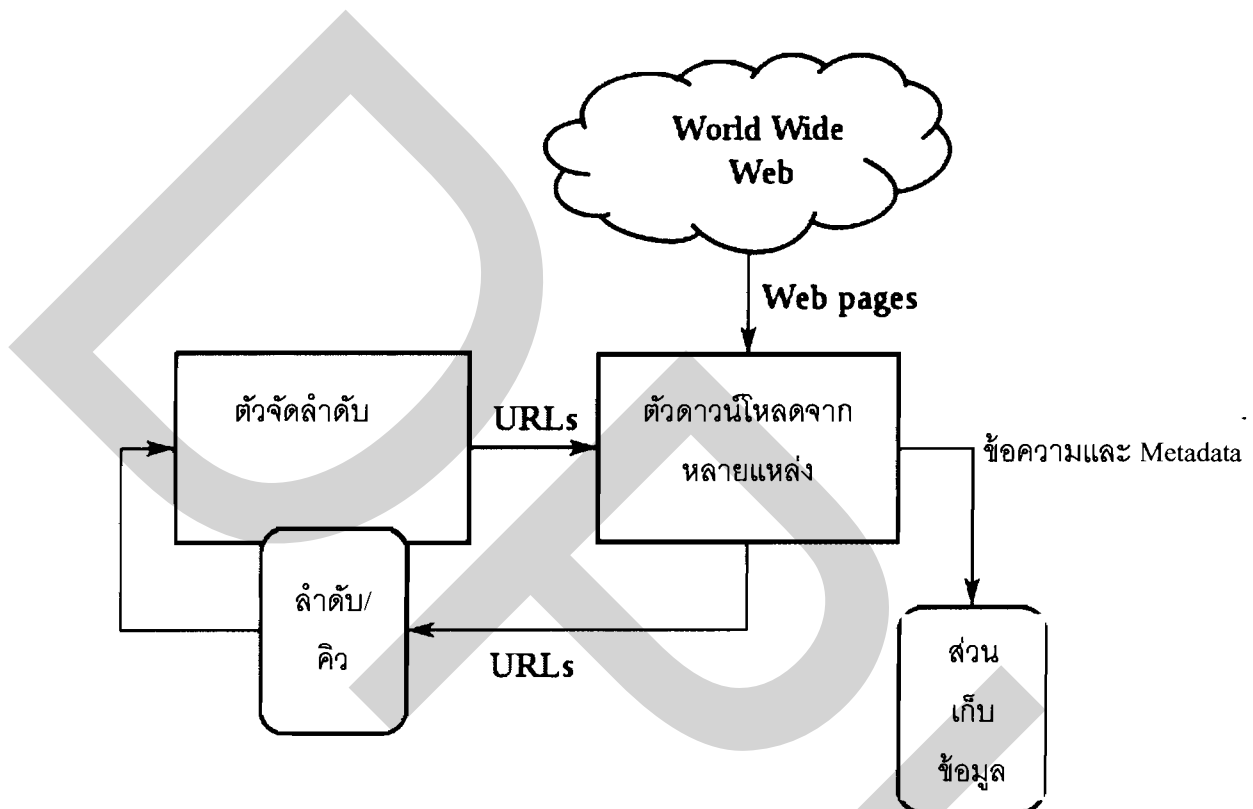 World Wide
Web
Web pages
ตัวจัดลำดับ
URLs
ตัวดาวน์โหลดจาก
หลายแหล่ง
ข้อความและ Metadata
ลำดับ/
คิว
URLs
ส่วน
เก็บ
ข้อมูล